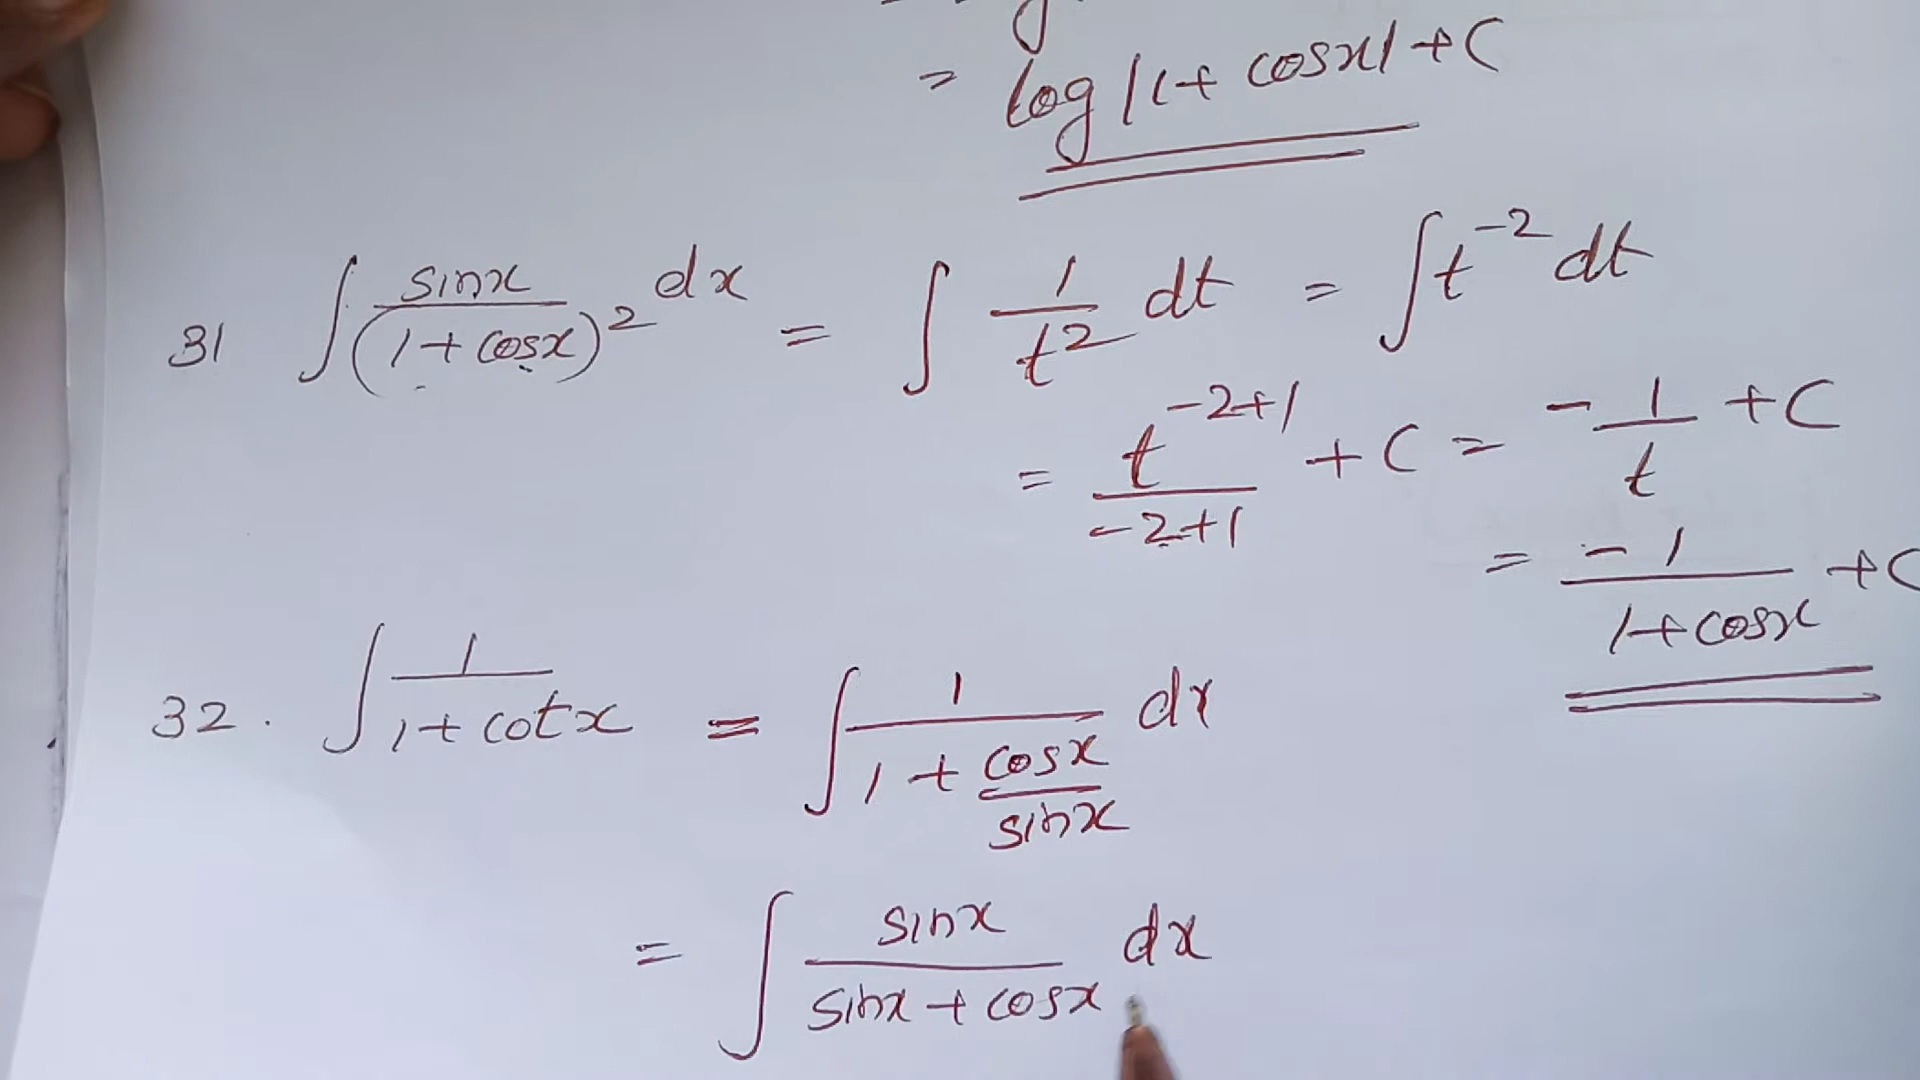 = log |1 + cosx| + C
31 ∫ sinx / (1 + cosx)² dx = ∫ 1 / t² dt = ∫ t⁻² dt
= t⁻²⁺¹ / -2+1 + C = - 1 / t + C
= -1 / 1 + cosx + C
32. ∫ 1 / 1 + cotx = ∫ 1 / 1 + cosx / sinx dx
= ∫ sinx / sinx + cosx dx